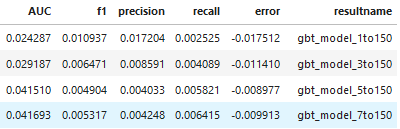 AUC f1 precision recall error resultname
0.024287 0.010937 0.017204 0.002525 -0.017512 gbt_model_1to150
0.029187 0.006471 0.008591 0.004089 -0.011410 gbt_model_3to150
0.041510 0.004904 0.004033 0.005821 -0.008977 gbt_model_5to150
0.041693 0.005317 0.004248 0.006415 -0.009913 gbt_model_7to150